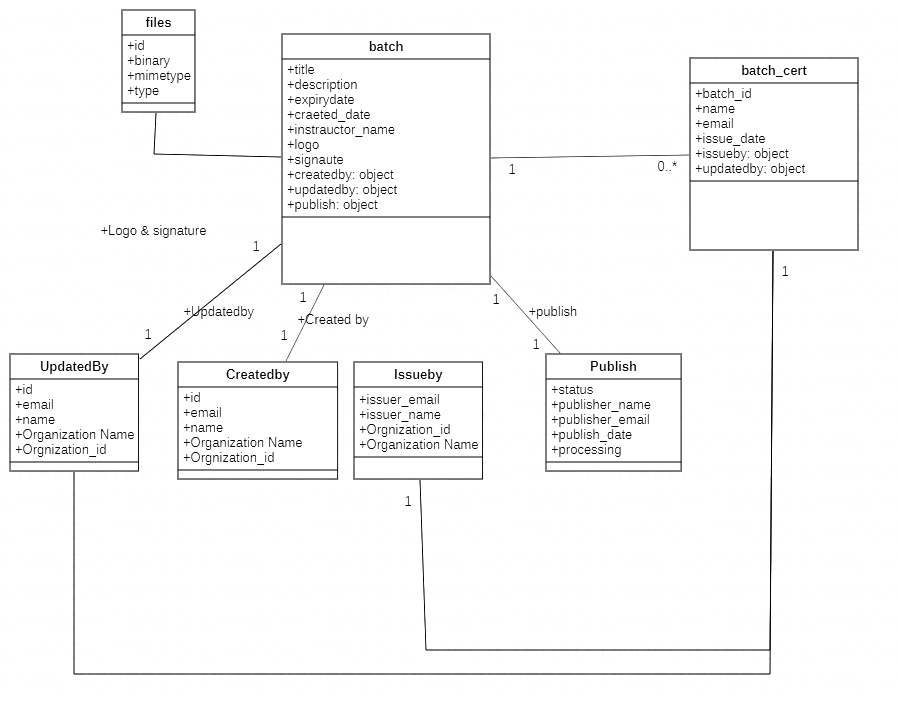 files
+id
+binary
+mimetype
+type
batch
+title
+description
+expirydate
+craeted_date
+instrauctor_name
+logo
+signaute
+createdby: object
+updatedby: object
+publish: object
batch_cert
+batch_id
+name
+email
+issue_date
+issueby: object
+updatedby: object
1
0..*
+Logo & signature
1
+Updatedby
1
1
+Created by
1
1
+publish
1
1
UpdatedBy
+id
+email
+name
+Orgnization Name
+Orgnization_id
Createdby
+id
+email
+name
+Organization Name
+Orgnization_id
Issueby
+issuer_email
+issuer_name
+Orgnization_id
+Organization Name
Publish
+status
+publisher_name
+publisher_email
+publish_date
+processing
1